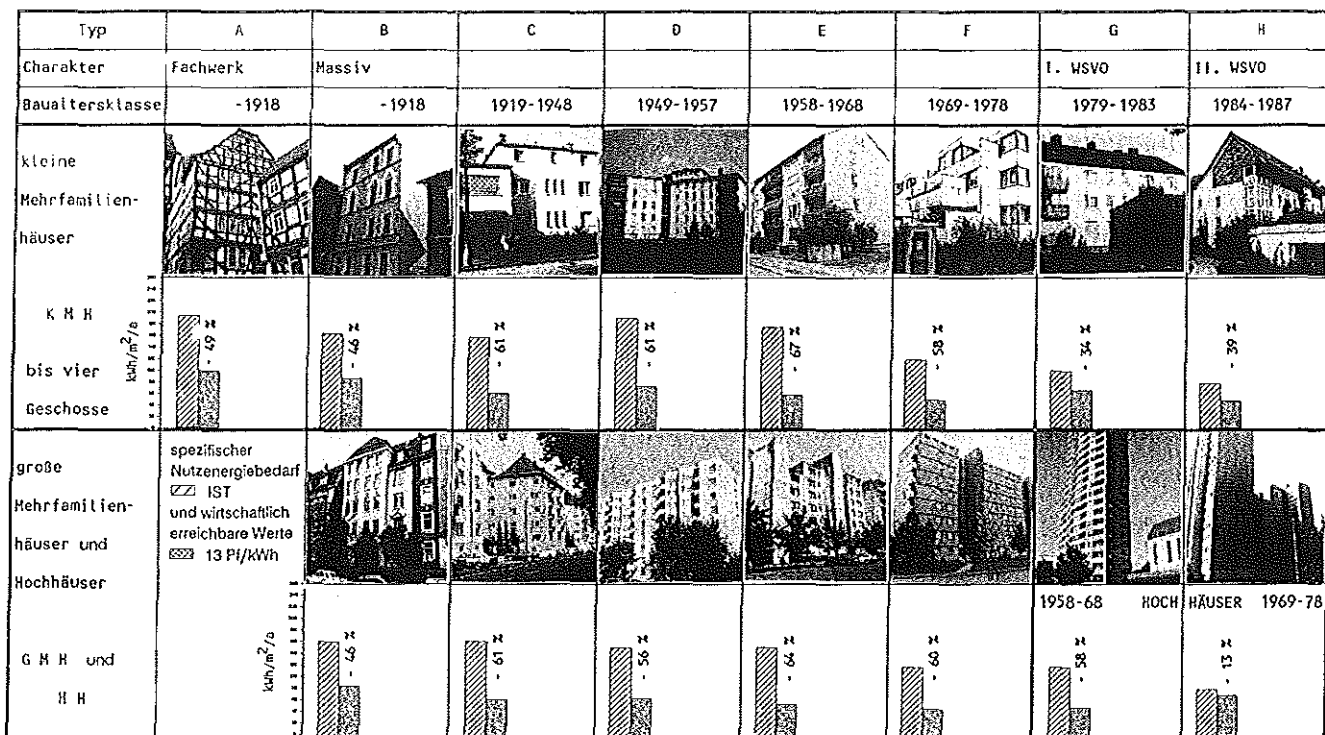 Typ A B C D E F G H
Charakter Fachwerk Massiv I. WSVO II. WSVO
Baualtersklasse -1918 -1918 1919-1948 1949-1957 1958-1968 1969-1978 1979-1983 1984-1987
kleine
Mehrfamilien-
häuser
K M H
bis vier
Geschosse
kWh/m²/a
- 49 %
- 46 %
- 61 %
- 61 %
- 67 %
- 58 %
- 34 %
- 39 %
große
Mehrfamilien-
häuser und
Hochhäuser
spezifischer
Nutzenergiebedarf
IST
und wirtschaftlich
erreichbare Werte
13 Pf/kWh
1958-68 HOCH HÄUSER 1969-78
G M H und
H H
kWh/m²/a
- 46 %
- 61 %
- 56 %
- 64 %
- 60 %
- 58 %
- 13 %